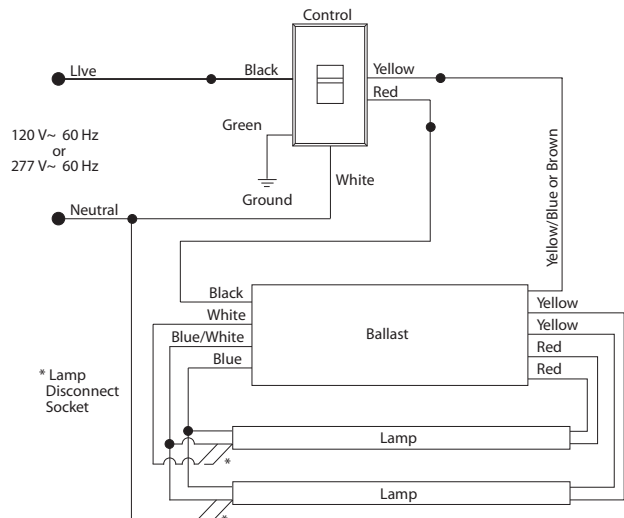 Control
LIve
Black
Yellow
Red
Green
120 V~ 60 Hz
or
277 V~ 60 Hz
Ground
White
Neutral
Yellow/Blue or Brown
Black
White
Blue/White
Blue
Ballast
Yellow
Yellow
Red
Red
* Lamp
Disconnect
Socket
Lamp
*
Lamp
*